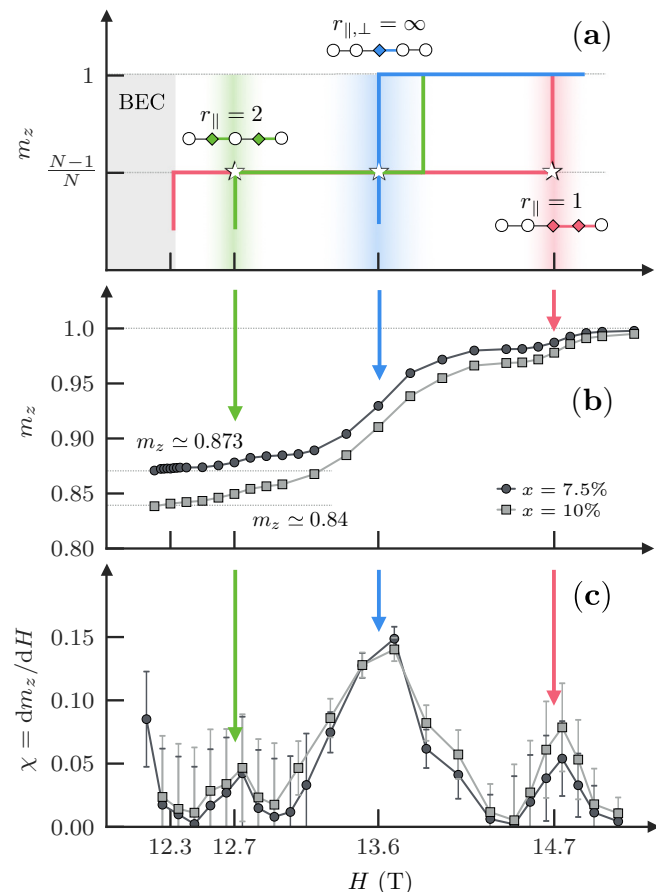 (a)
r∥,⊥ = ∞
1
BEC
r∥ = 2
m_z
N−1
N
r∥ = 1
(b)
1.0
0.95
0.90
0.85
0.80
m_z
m_z ≃ 0.873
m_z ≃ 0.84
x = 7.5%
x = 10%
(c)
χ = dm_z/dH
0.15
0.10
0.05
0.00
12.3 12.7 13.6 14.7
H (T)